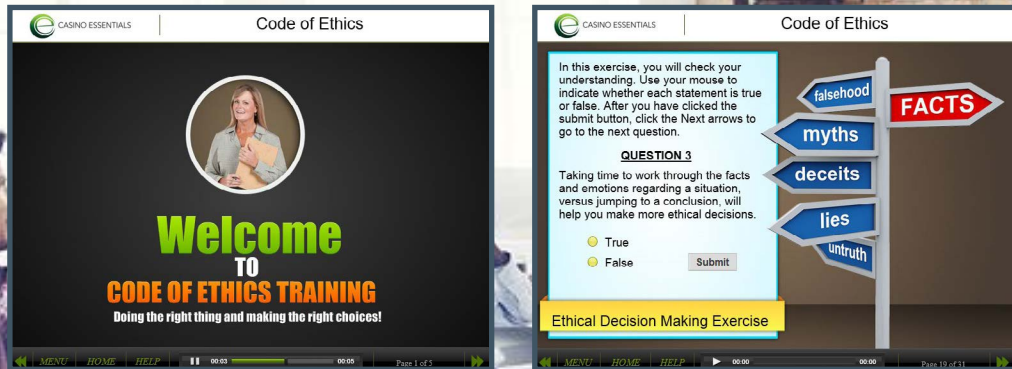 CASINO ESSENTIALS
Code of Ethics
Welcome
TO
CODE OF ETHICS TRAINING
Doing the right thing and making the right choices!
MENU HOME HELP 00:03 00:05 Page 1 of 5
CASINO ESSENTIALS
Code of Ethics
In this exercise, you will check your
understanding. Use your mouse to
indicate whether each statement is true
or false. After you have clicked the
submit button, click the Next arrows to
go to the next question.
QUESTION 3
Taking time to work through the facts
and emotions regarding a situation,
versus jumping to a conclusion, will
help you make more ethical decisions.
True
False
Submit
Ethical Decision Making Exercise
falsehood
FACTS
myths
deceits
lies
untruth
MENU HOME HELP 00:00 00:00 Page 19 of 31